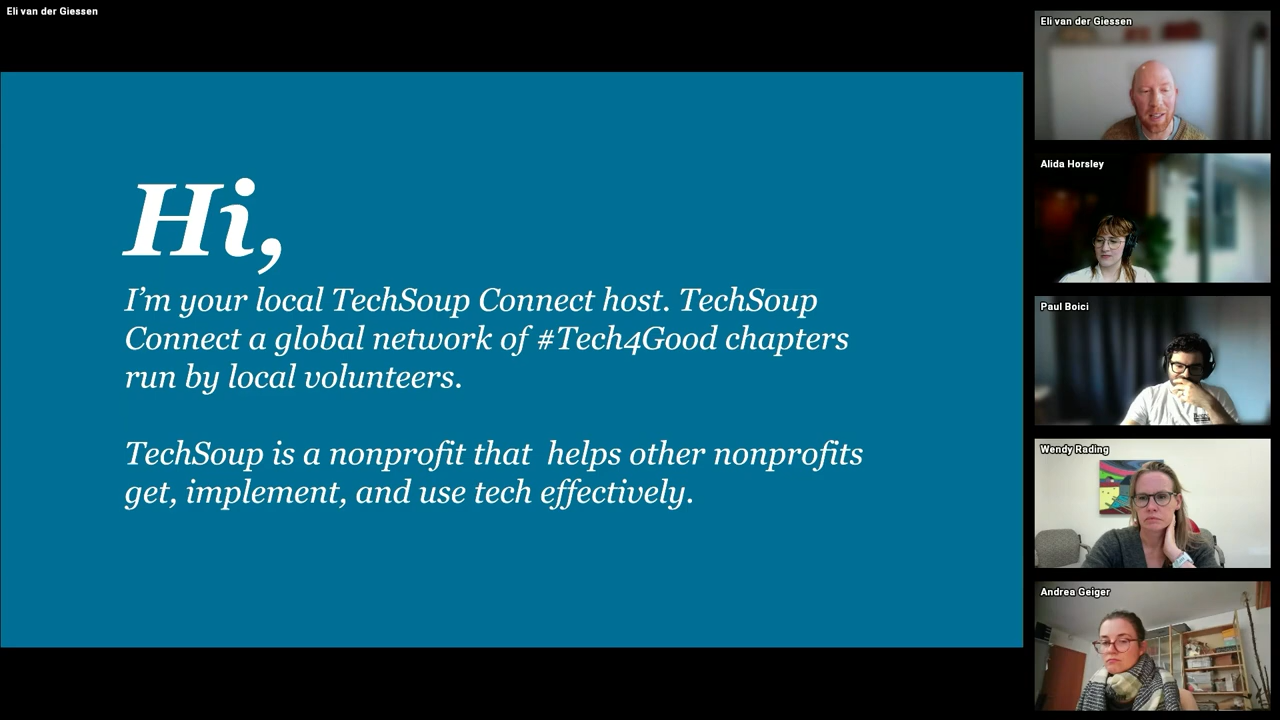 Eli van der Giessen
Hi,
I'm your local TechSoup Connect host. TechSoup
Connect a global network of #Tech4Good chapters
run by local volunteers.
TechSoup is a nonprofit that  helps other nonprofits
get, implement, and use tech effectively.
Eli van der Giessen
Alida Horsley
Paul Boici
Wendy Rading
Andrea Geiger